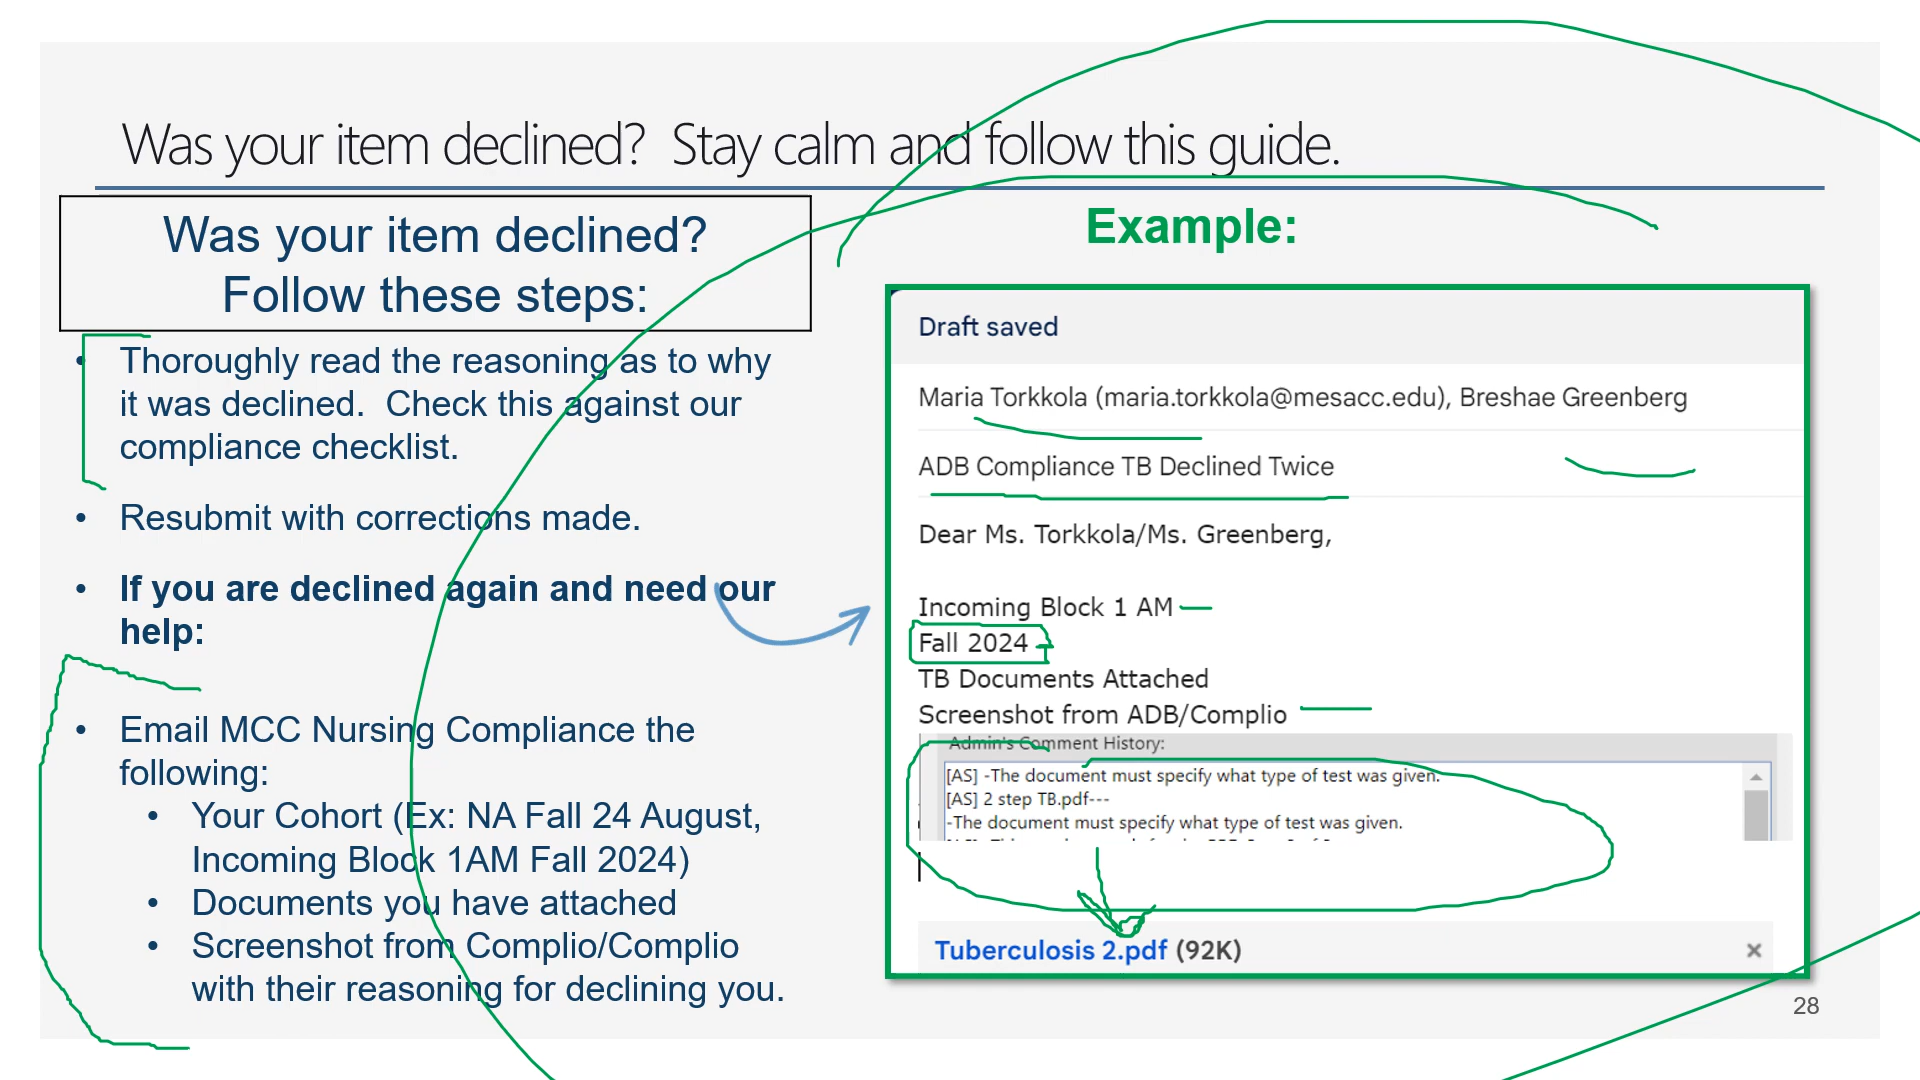 Was your item declined? Stay calm and follow this guide.
Was your item declined?
Follow these steps:
• Thoroughly read the reasoning as to why
it was declined. Check this against our
compliance checklist.
• Resubmit with corrections made.
• If you are declined again and need our
help:
• Email MCC Nursing Compliance the
following:
• Your Cohort (Ex: NA Fall 24 August,
Incoming Block 1AM Fall 2024)
• Documents you have attached
• Screenshot from Complio/Complio
with their reasoning for declining you.
Example:
Draft saved
Maria Torkkola (maria.torkkola@mesacc.edu), Breshae Greenberg
ADB Compliance TB Declined Twice
Dear Ms. Torkkola/Ms. Greenberg,
Incoming Block 1 AM
Fall 2024
TB Documents Attached
Screenshot from ADB/Complio
Admin's Comment History:
[AS] -The document must specify what type of test was given.
[AS] 2 step TB.pdf---
-The document must specify what type of test was given.
Tuberculosis 2.pdf (92K)
28